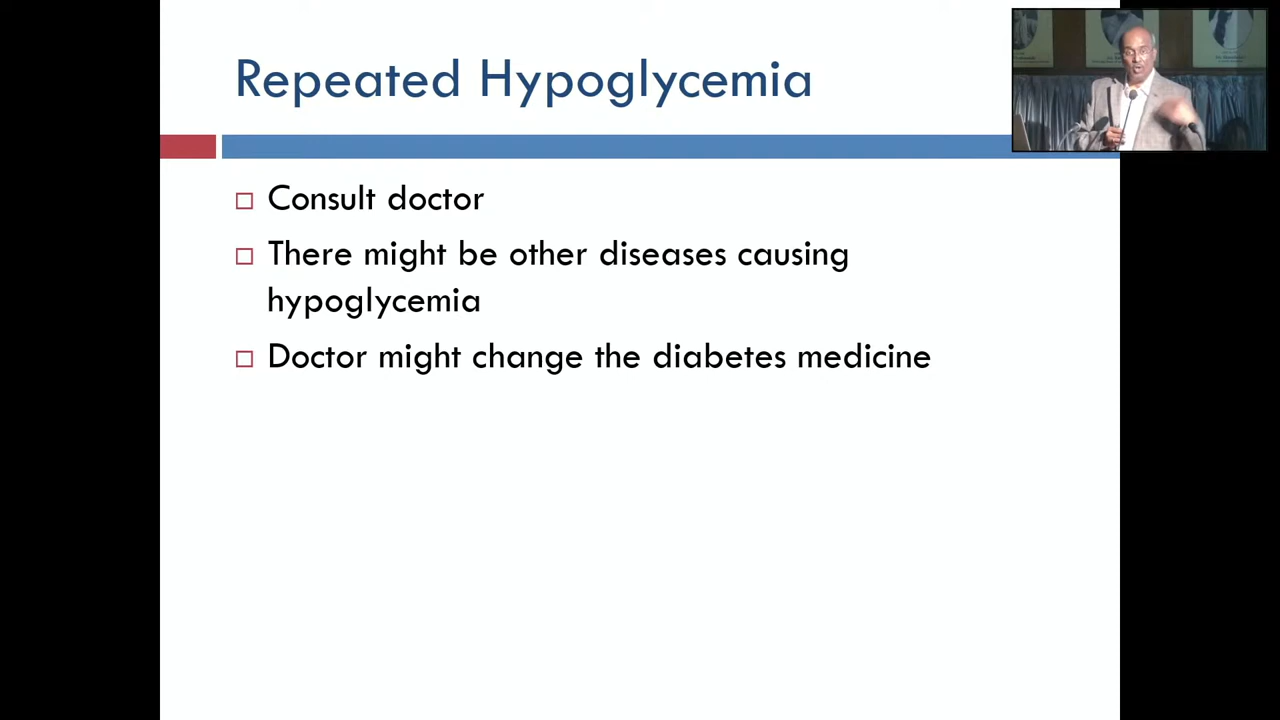 Repeated Hypoglycemia
Consult doctor
There might be other diseases causing
hypoglycemia
Doctor might change the diabetes medicine